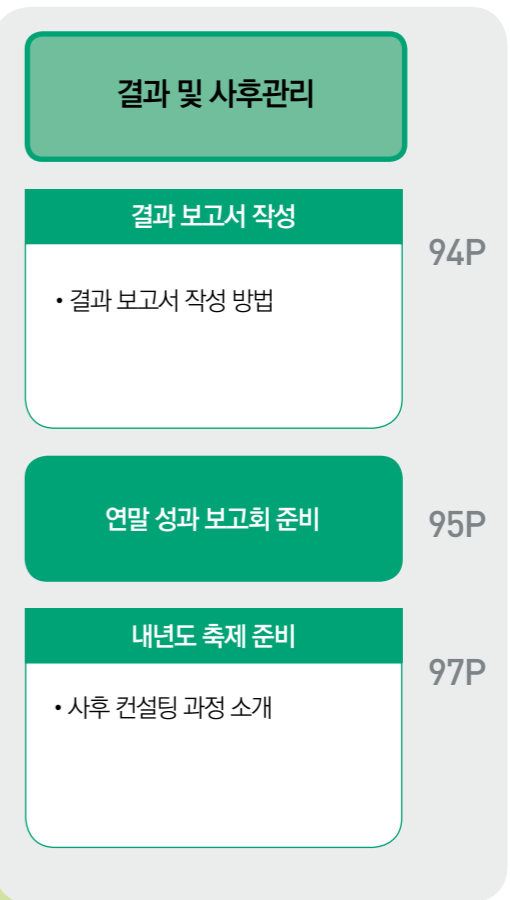 결과 및 사후관리
결과 보고서 작성
94P
• 결과 보고서 작성 방법
연말 성과 보고회 준비
95P
내년도 축제 준비
97P
• 사후 컨설팅 과정 소개